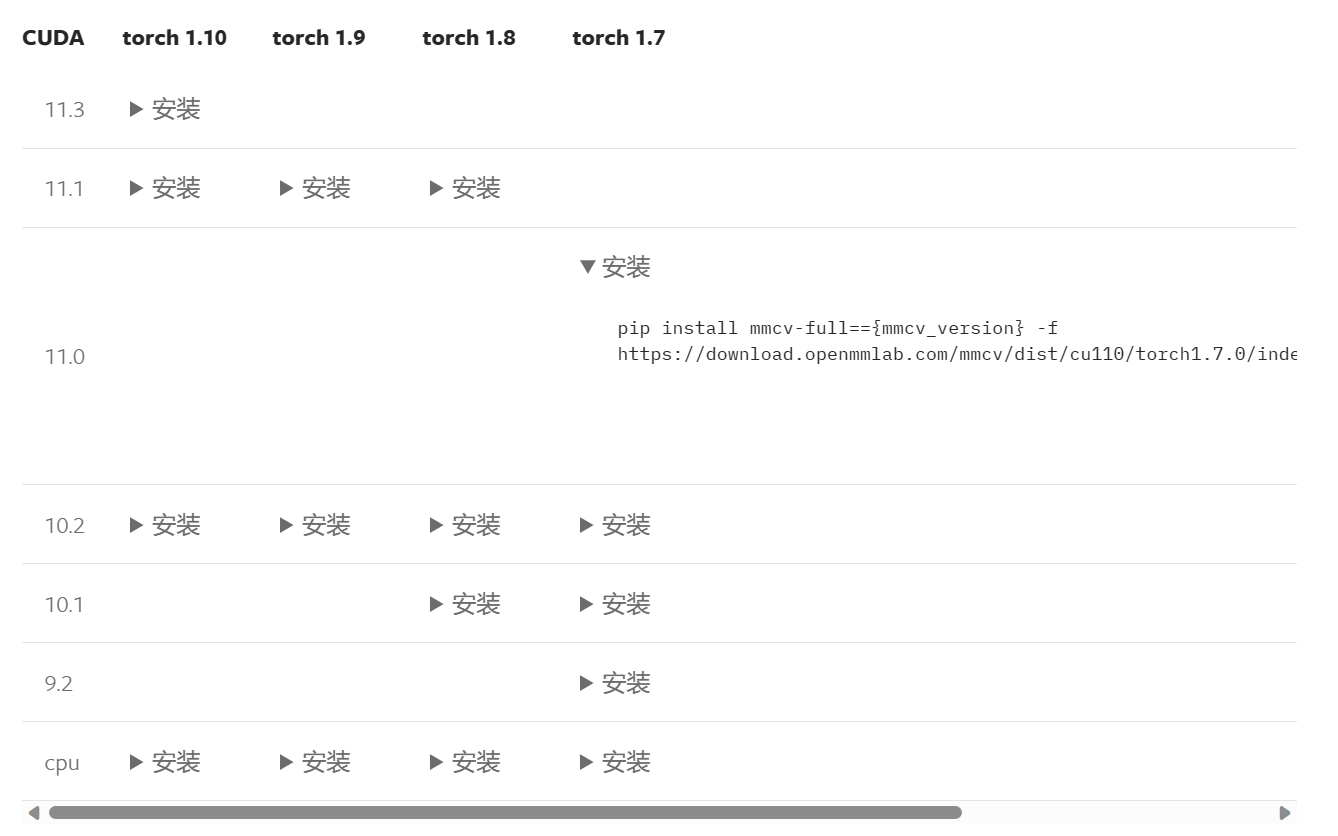 CUDA torch 1.10 torch 1.9 torch 1.8 torch 1.7
11.3 安装
11.1 安装 安装 安装
安装
pip install mmcv-full=={mmcv_version} -f
11.0
https://download.openmmlab.com/mmcv/dist/cu110/torch1.7.0/inde
10.2 安装 安装 安装 安装
10.1 安装 安装
9.2 安装
cpu 安装 安装 安装 安装